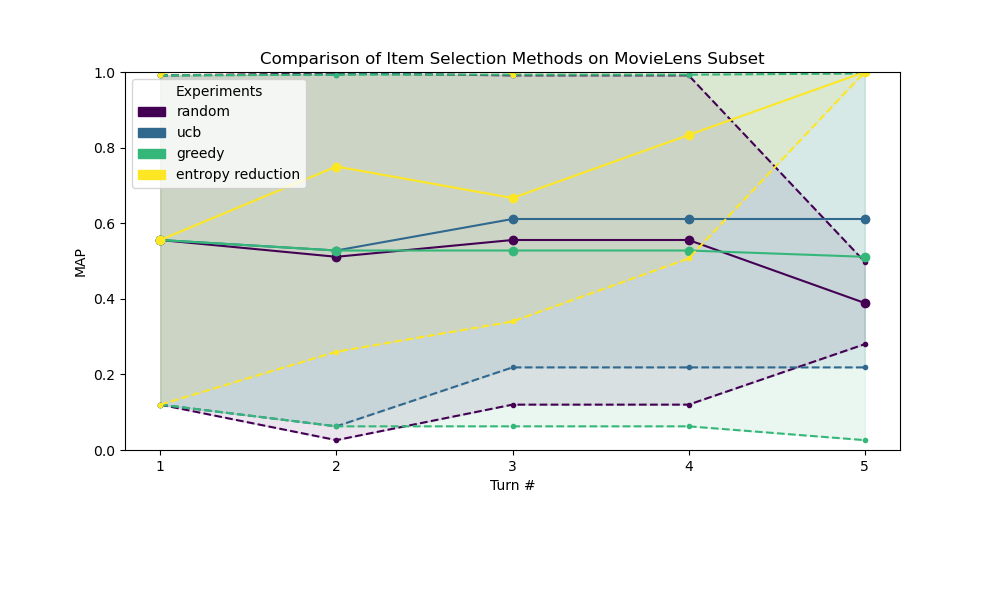 Comparison of Item Selection Methods on MovieLens Subset
1.0
0.8
0.6
0.4
0.2
0.0
MAP
Experiments
random
ucb
greedy
entropy reduction
1 2 3 4 5
Turn #